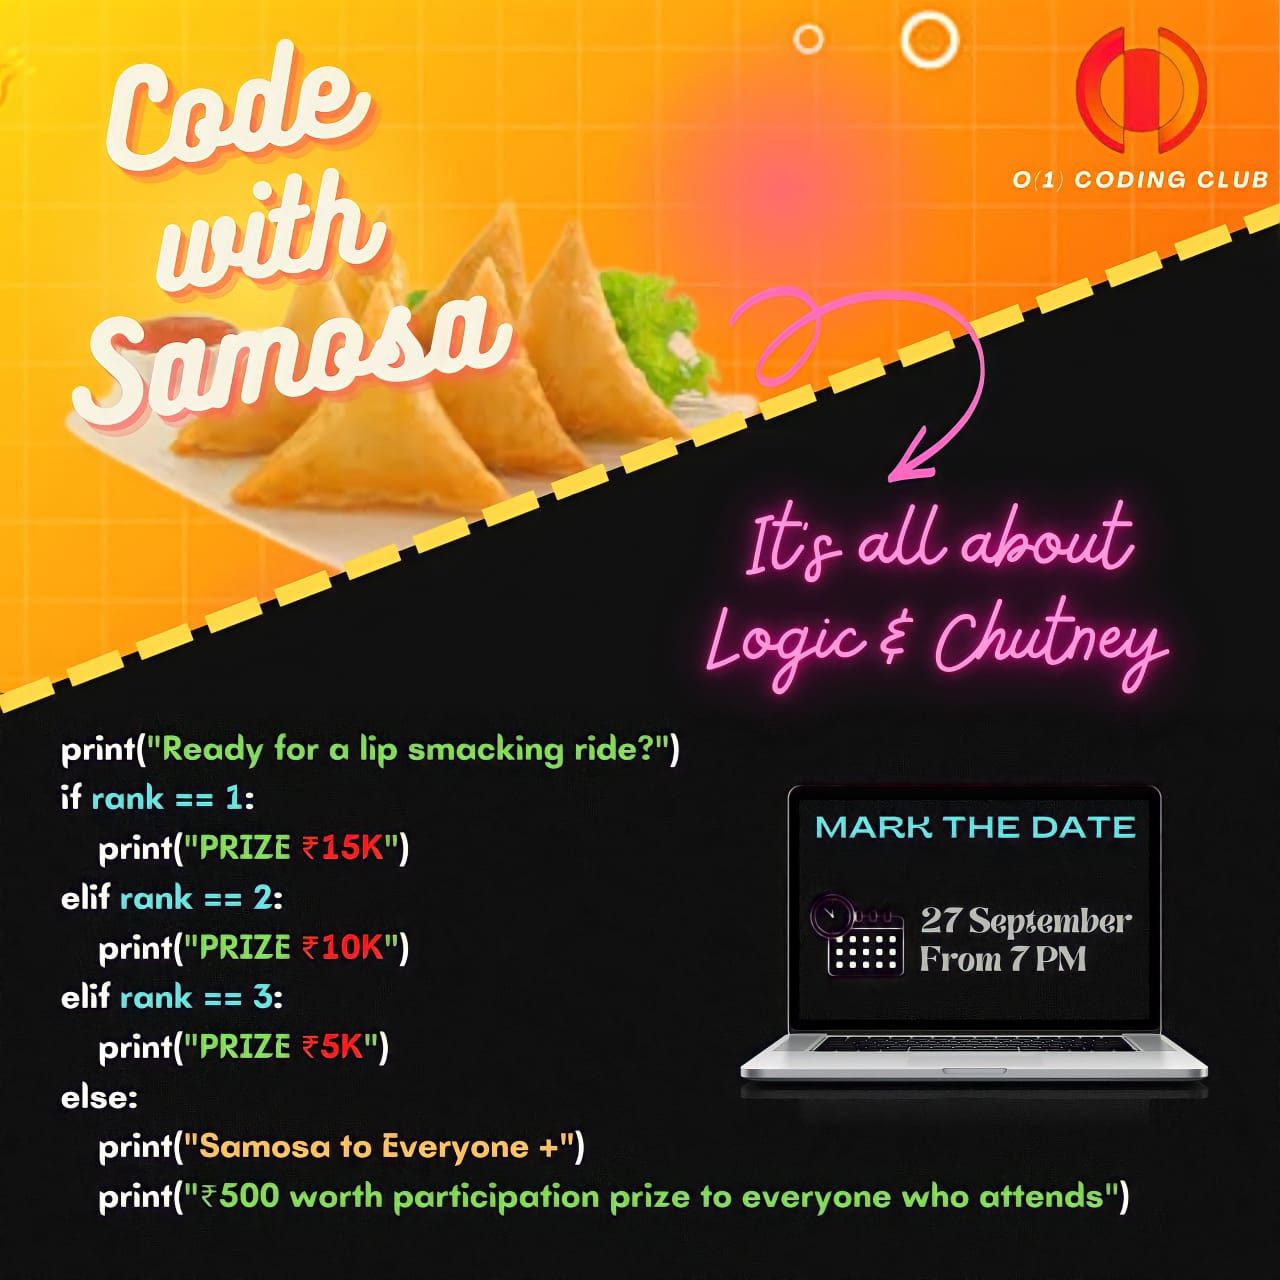 Code
with
Samosa
O(1) CODING CLUB
It's all about
Logic & Chutney
print("Ready for a lip smacking ride?")
if rank == 1:
print("PRIZE ₹15K")
elif rank == 2:
print("PRIZE ₹10K")
elif rank == 3:
print("PRIZE ₹5K")
else:
print("Samosa to Everyone +")
print("₹500 worth participation prize to everyone who attends")
MARK THE DATE
27 September
From 7 PM